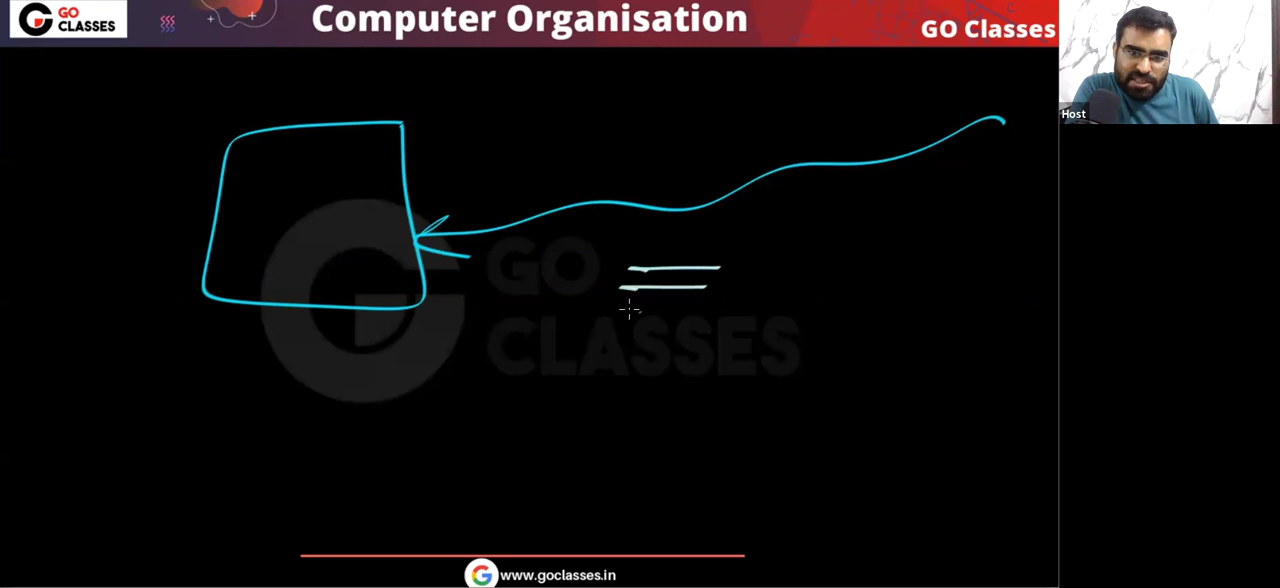 GO
CLASSES
Computer Organisation
GO Classes
Host
GO
CLASSES
www.goclasses.in